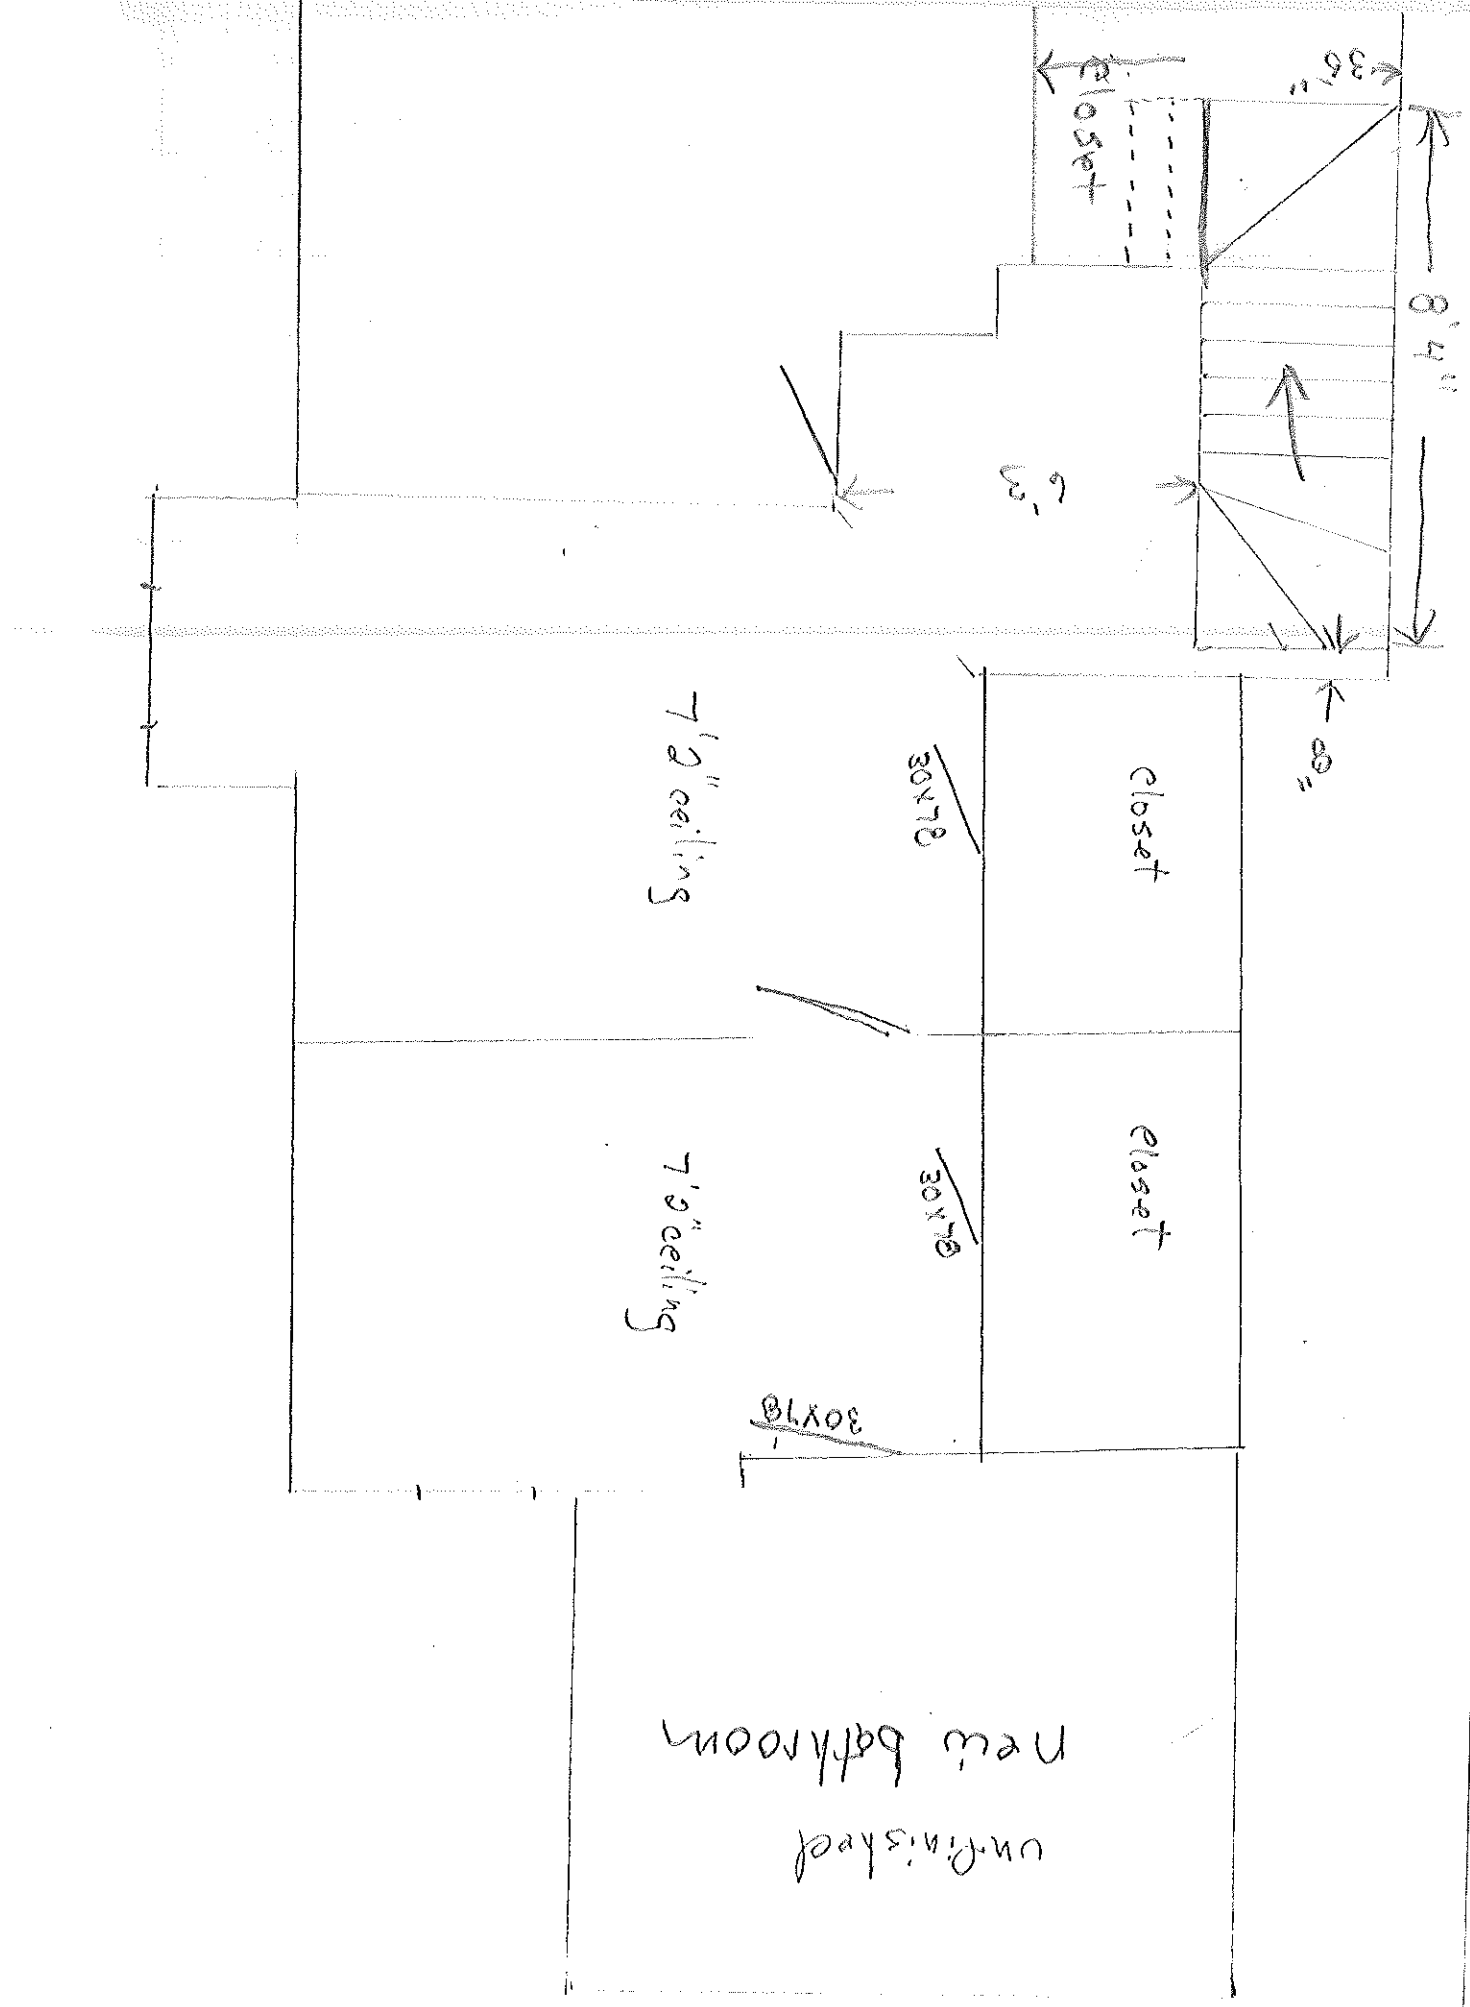 closet
36"
8'4"
6'3
8"
7'2" ceiling
30x78
closet
7'2" ceiling
30x78
closet
30x78
new bathroom
unfinished